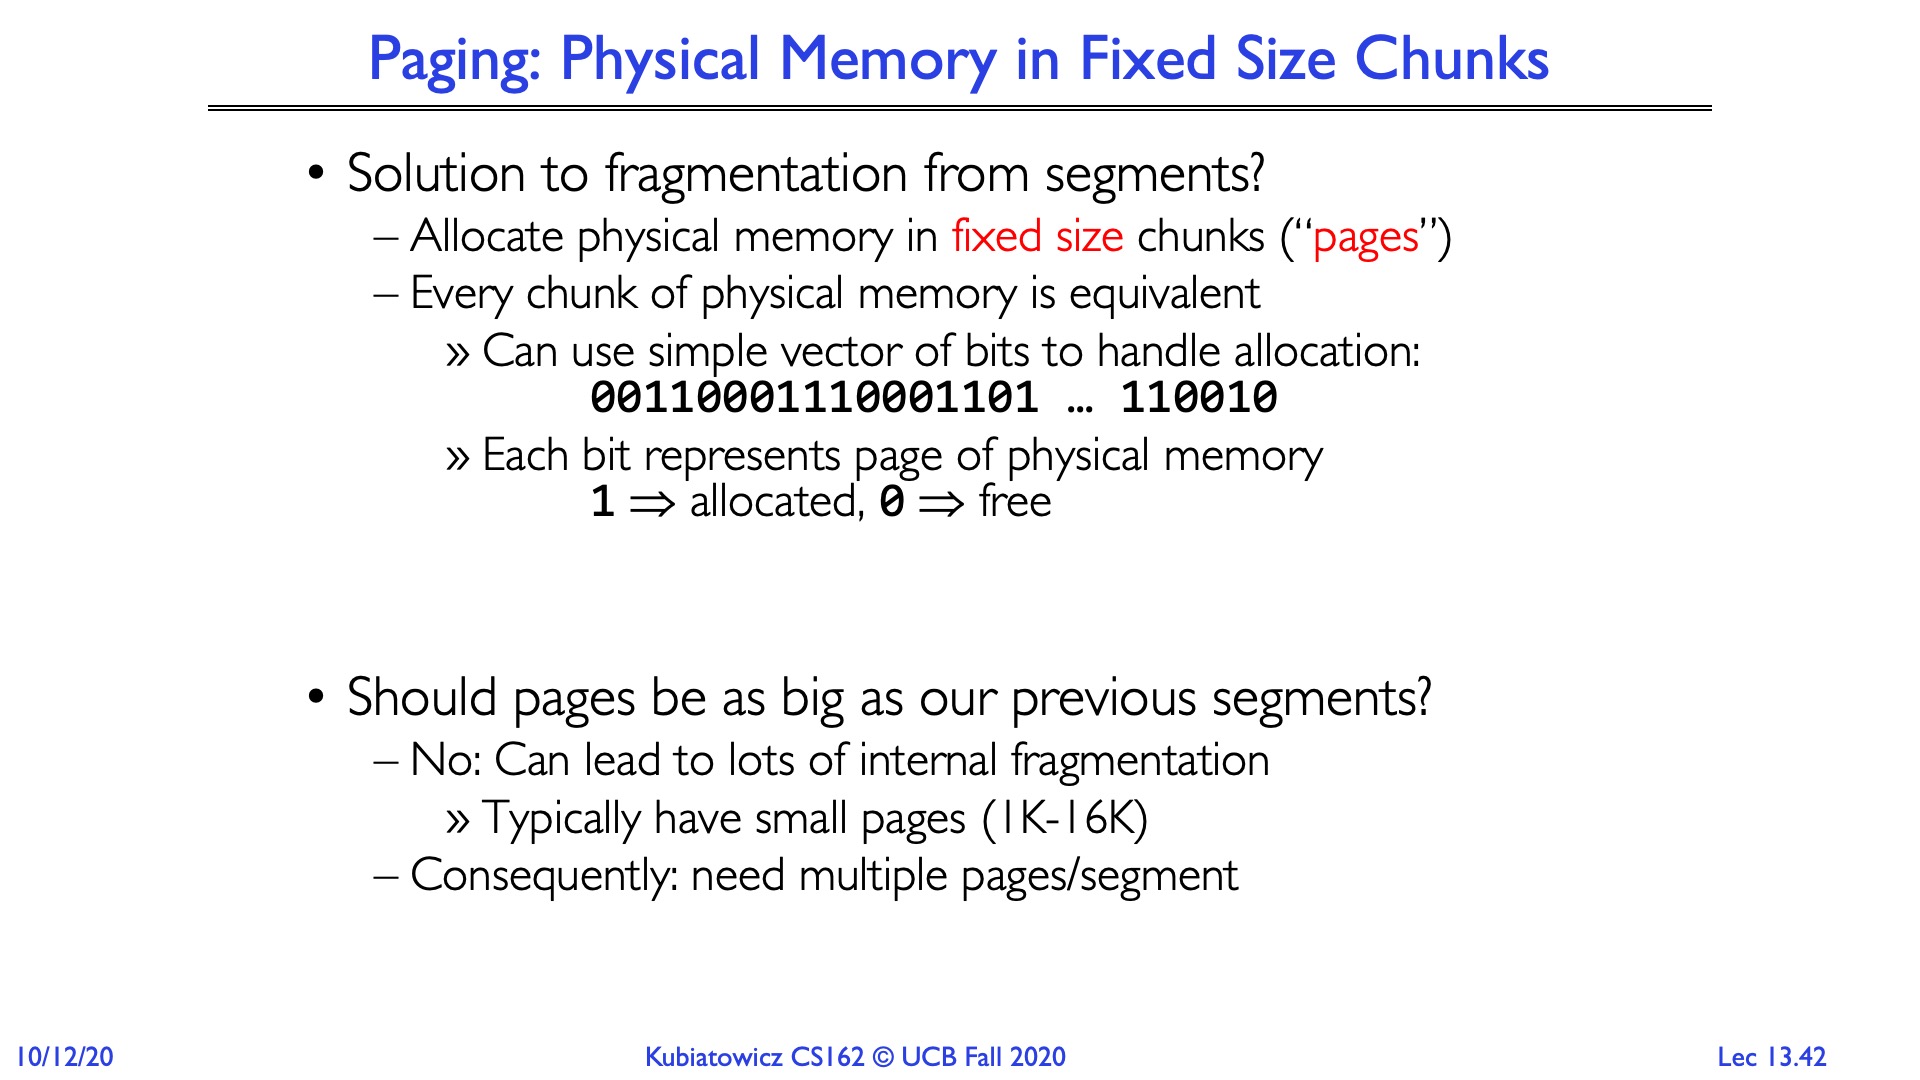 Paging: Physical Memory in Fixed Size Chunks
• Solution to fragmentation from segments?
– Allocate physical memory in fixed size chunks (“pages”)
– Every chunk of physical memory is equivalent
» Can use simple vector of bits to handle allocation:
00110001110001101 … 110010
» Each bit represents page of physical memory
1 ⇒ allocated, 0 ⇒ free
• Should pages be as big as our previous segments?
– No: Can lead to lots of internal fragmentation
» Typically have small pages (1K-16K)
– Consequently: need multiple pages/segment
10/12/20
Kubiatowicz CS162 © UCB Fall 2020
Lec 13.42